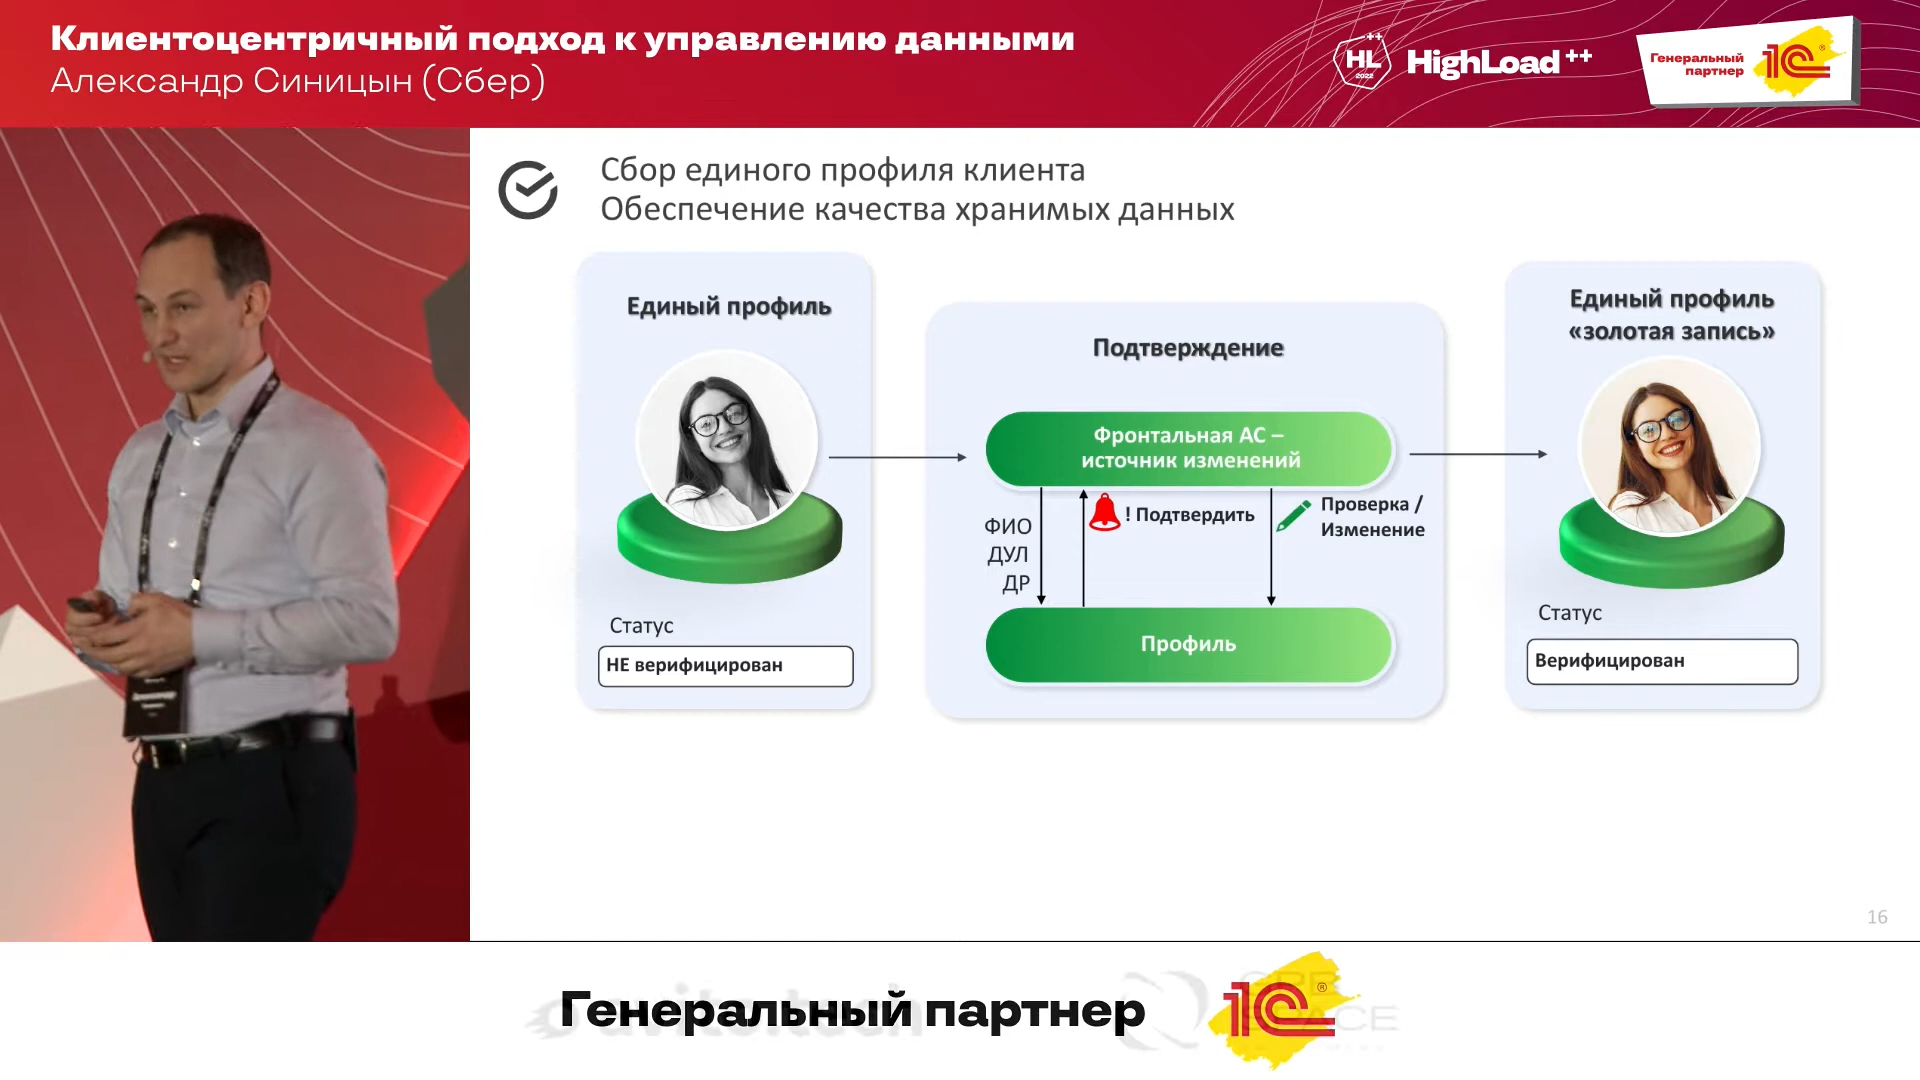 Клиентоцентричный подход к управлению данными
Александр Синицын (Сбер)
HL
++
2022
HighLoad++
Генеральный
партнер
1С
Сбор единого профиля клиента
Обеспечение качества хранимых данных
Единый профиль
Статус
НЕ верифицирован
Подтверждение
Фронтальная АС –
источник изменений
ФИО
ДУЛ
ДР
! Подтвердить
Проверка /
Изменение
Профиль
Единый профиль
«золотая запись»
Статус
Верифицирован
16
Генеральный партнер
1С